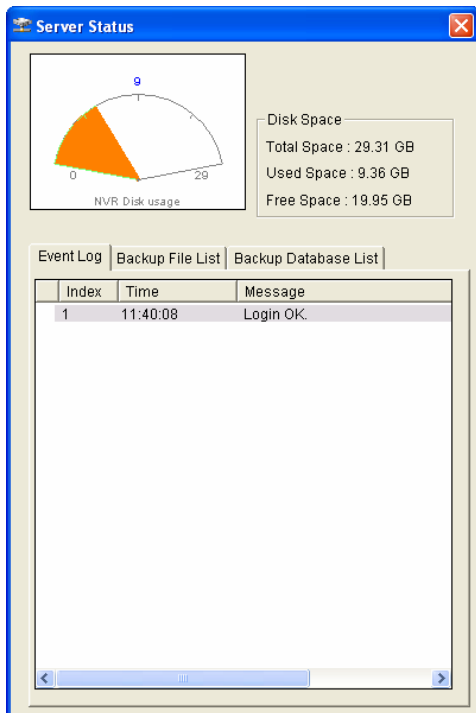 Server Status
9
0
29
NVR Disk usage
Disk Space
Total Space : 29.31 GB
Used Space : 9.36 GB
Free Space : 19.95 GB
Event Log Backup File List Backup Database List
Index Time Message
1 11:40:08 Login OK.